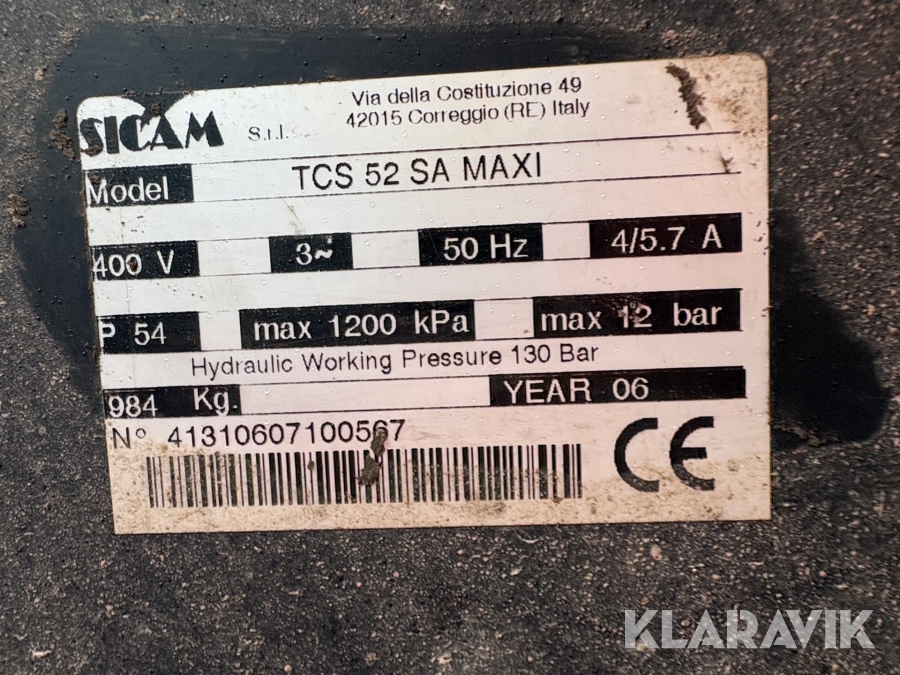 SICAM S.r.l.
Via della Costituzione 49
42015 Correggio (RE) Italy
Model TCS 52 SA MAXI
400 V 3~ 50 Hz 4/5.7 A
P 54 max 1200 kPa max 12 bar
Hydraulic Working Pressure 130 Bar
984 Kg. YEAR 06
N° 41310607100567
CE
KLARAVIK